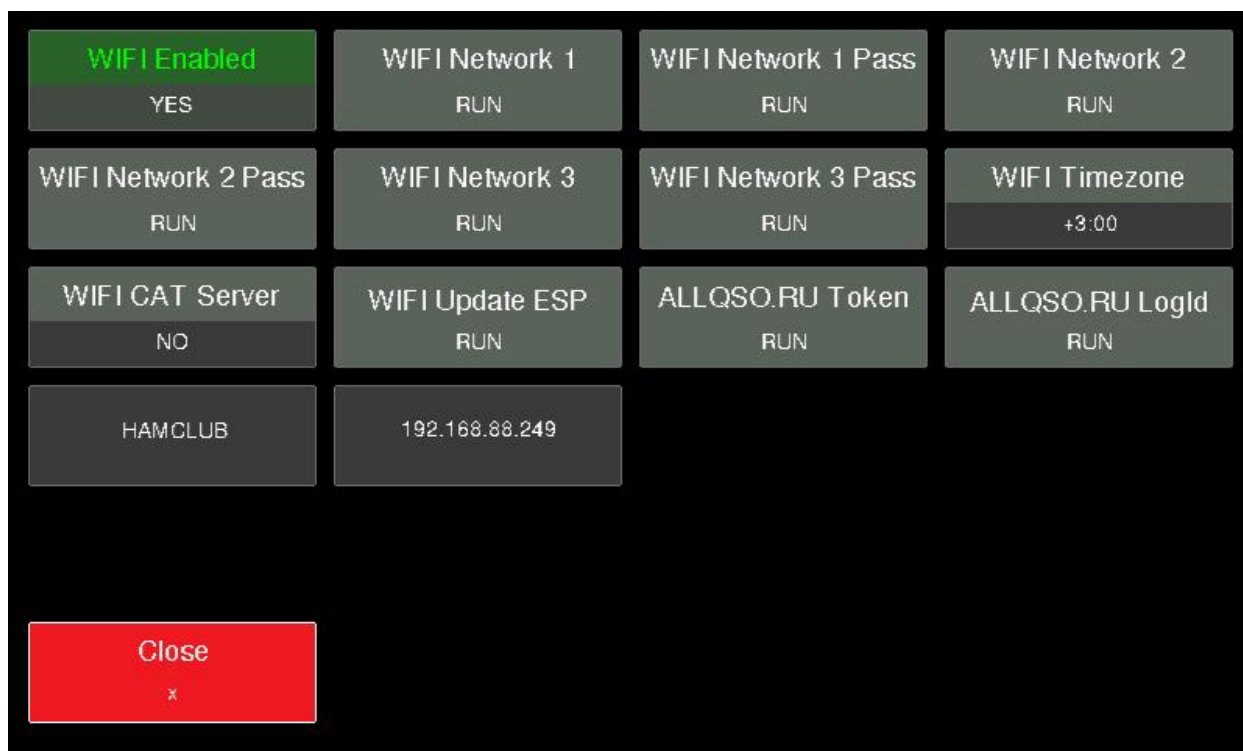 WIFI Enabled
YES
WIFI Network 1
RUN
WIFI Network 1 Pass
RUN
WIFI Network 2
RUN
WIFI Network 2 Pass
RUN
WIFI Network 3
RUN
WIFI Network 3 Pass
RUN
WIFI Timezone
+3:00
WIFI CAT Server
NO
WIFI Update ESP
RUN
ALLQSO.RU Token
RUN
ALLQSO.RU LogId
RUN
HAMCLUB
192.168.88.249
Close
x